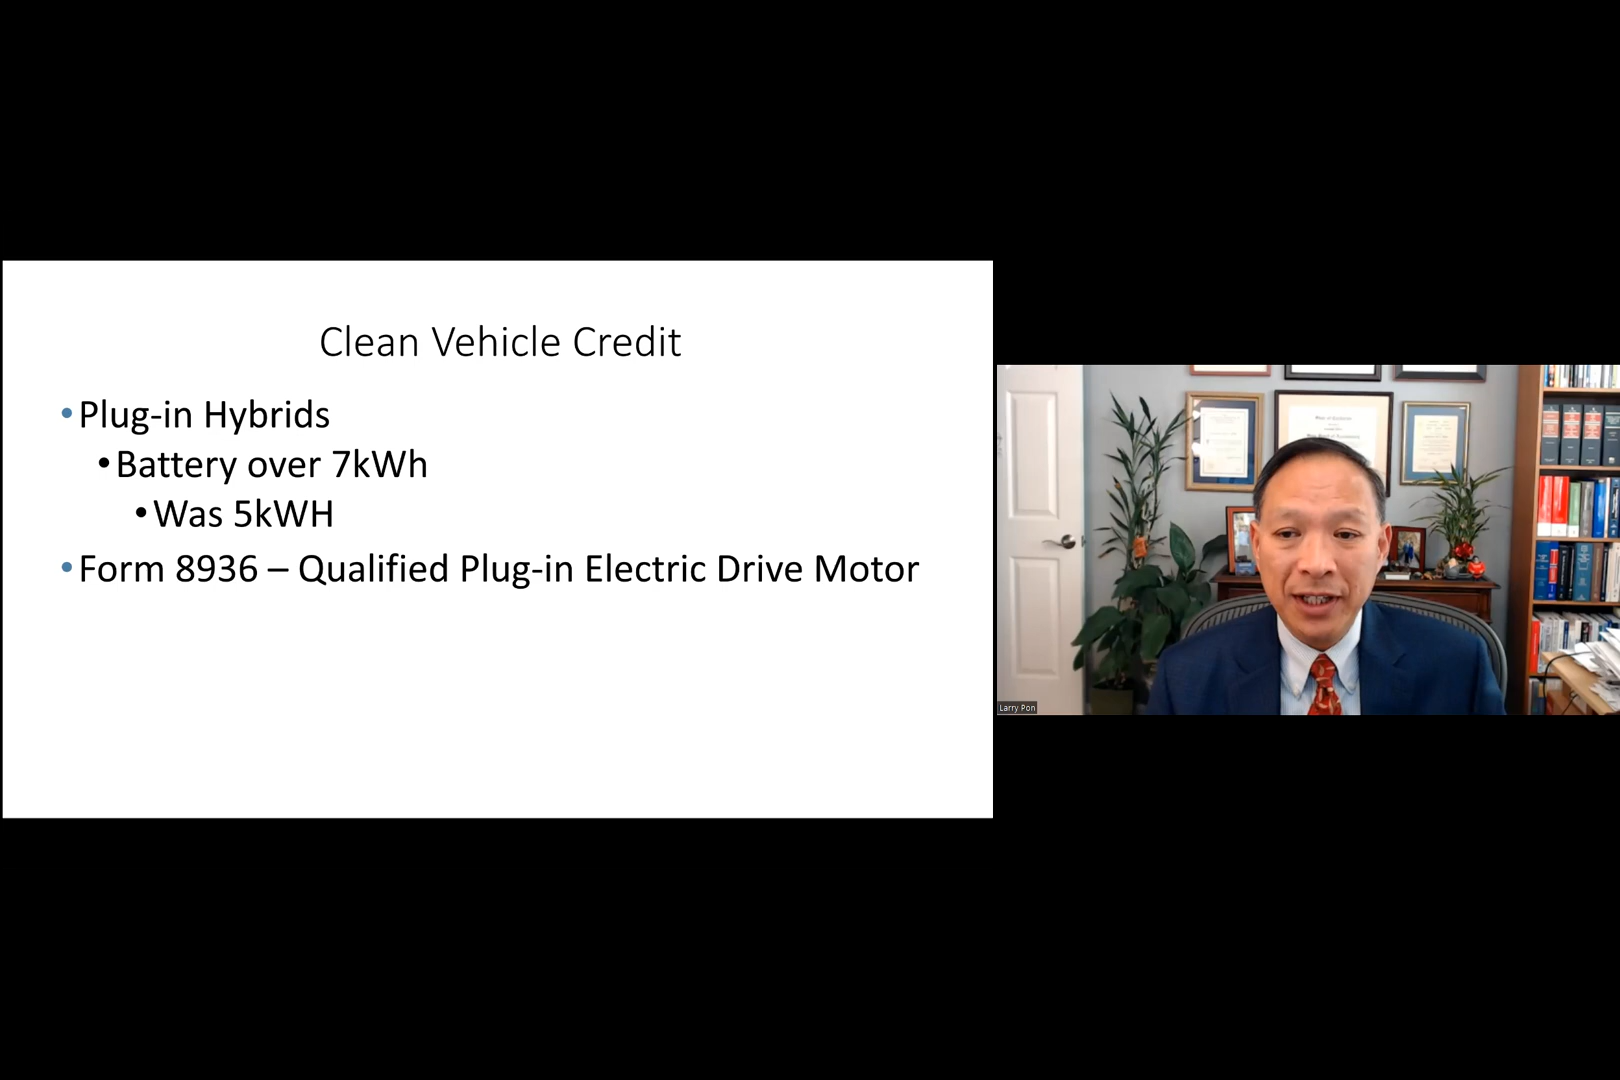 Clean Vehicle Credit
•Plug-in Hybrids
•Battery over 7kWh
•Was 5kWH
•Form 8936 – Qualified Plug-in Electric Drive Motor
Larry Pon